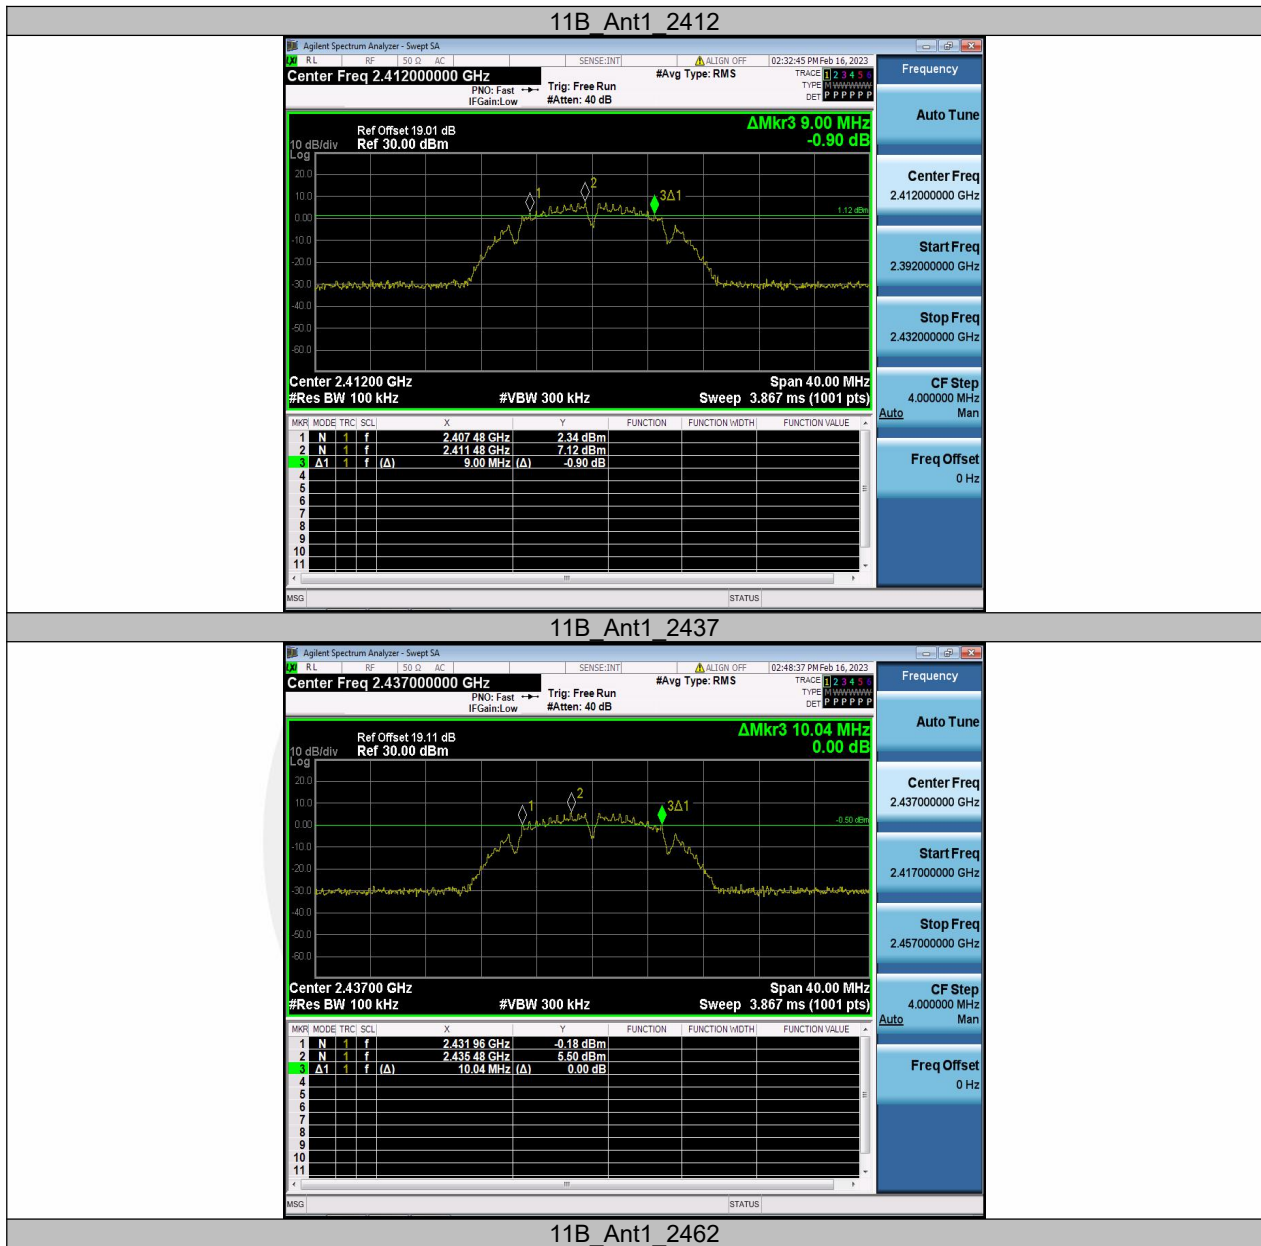 11B_Ant1_2412
Agilent Spectrum Analyzer - Swept SA
LXI RL RF 50 Ω AC SENSE:INT ALIGN OFF 02:32:45 PM Feb 16, 2023
Center Freq 2.412000000 GHz #Avg Type: RMS TRACE 1 2 3 4 5 6
PNO: Fast Trig: Free Run TYPE M WWWWW
IFGain:Low #Atten: 40 dB DET P P P P P P
Frequency
Auto Tune
ΔMkr3 9.00 MHz
-0.90 dB
Ref Offset 19.01 dB
10 dB/div Ref 30.00 dBm
Log
20.0
10.0
0.00
-10.0
-20.0
-30.0
-40.0
-50.0
-60.0
1
2
3Δ1
1.12 dBm
Center Freq
2.412000000 GHz
Start Freq
2.392000000 GHz
Stop Freq
2.432000000 GHz
Center 2.41200 GHz Span 40.00 MHz
#Res BW 100 kHz #VBW 300 kHz Sweep 3.867 ms (1001 pts)
CF Step
4.000000 MHz
Auto Man
Freq Offset
0 Hz
MKR MODE TRC SCL X Y FUNCTION FUNCTION WIDTH FUNCTION VALUE
1 N 1 f 2.407 48 GHz 2.34 dBm
2 N 1 f 2.411 48 GHz 7.12 dBm
3 Δ1 1 f (Δ) 9.00 MHz (Δ) -0.90 dB
4
5
6
7
8
9
10
11
MSG STATUS
11B_Ant1_2437
Agilent Spectrum Analyzer - Swept SA
LXI RL RF 50 Ω AC SENSE:INT ALIGN OFF 02:48:37 PM Feb 16, 2023
Center Freq 2.437000000 GHz #Avg Type: RMS TRACE 1 2 3 4 5 6
PNO: Fast Trig: Free Run TYPE M WWWWW
IFGain:Low #Atten: 40 dB DET P P P P P P
Frequency
Auto Tune
ΔMkr3 10.04 MHz
0.00 dB
Ref Offset 19.11 dB
10 dB/div Ref 30.00 dBm
Log
20.0
10.0
0.00
-10.0
-20.0
-30.0
-40.0
-50.0
-60.0
1
2
3Δ1
-0.50 dBm
Center Freq
2.437000000 GHz
Start Freq
2.417000000 GHz
Stop Freq
2.457000000 GHz
Center 2.43700 GHz Span 40.00 MHz
#Res BW 100 kHz #VBW 300 kHz Sweep 3.867 ms (1001 pts)
CF Step
4.000000 MHz
Auto Man
Freq Offset
0 Hz
MKR MODE TRC SCL X Y FUNCTION FUNCTION WIDTH FUNCTION VALUE
1 N 1 f 2.431 96 GHz -0.18 dBm
2 N 1 f 2.435 48 GHz 5.50 dBm
3 Δ1 1 f (Δ) 10.04 MHz (Δ) 0.00 dB
4
5
6
7
8
9
10
11
MSG STATUS
11B_Ant1_2462